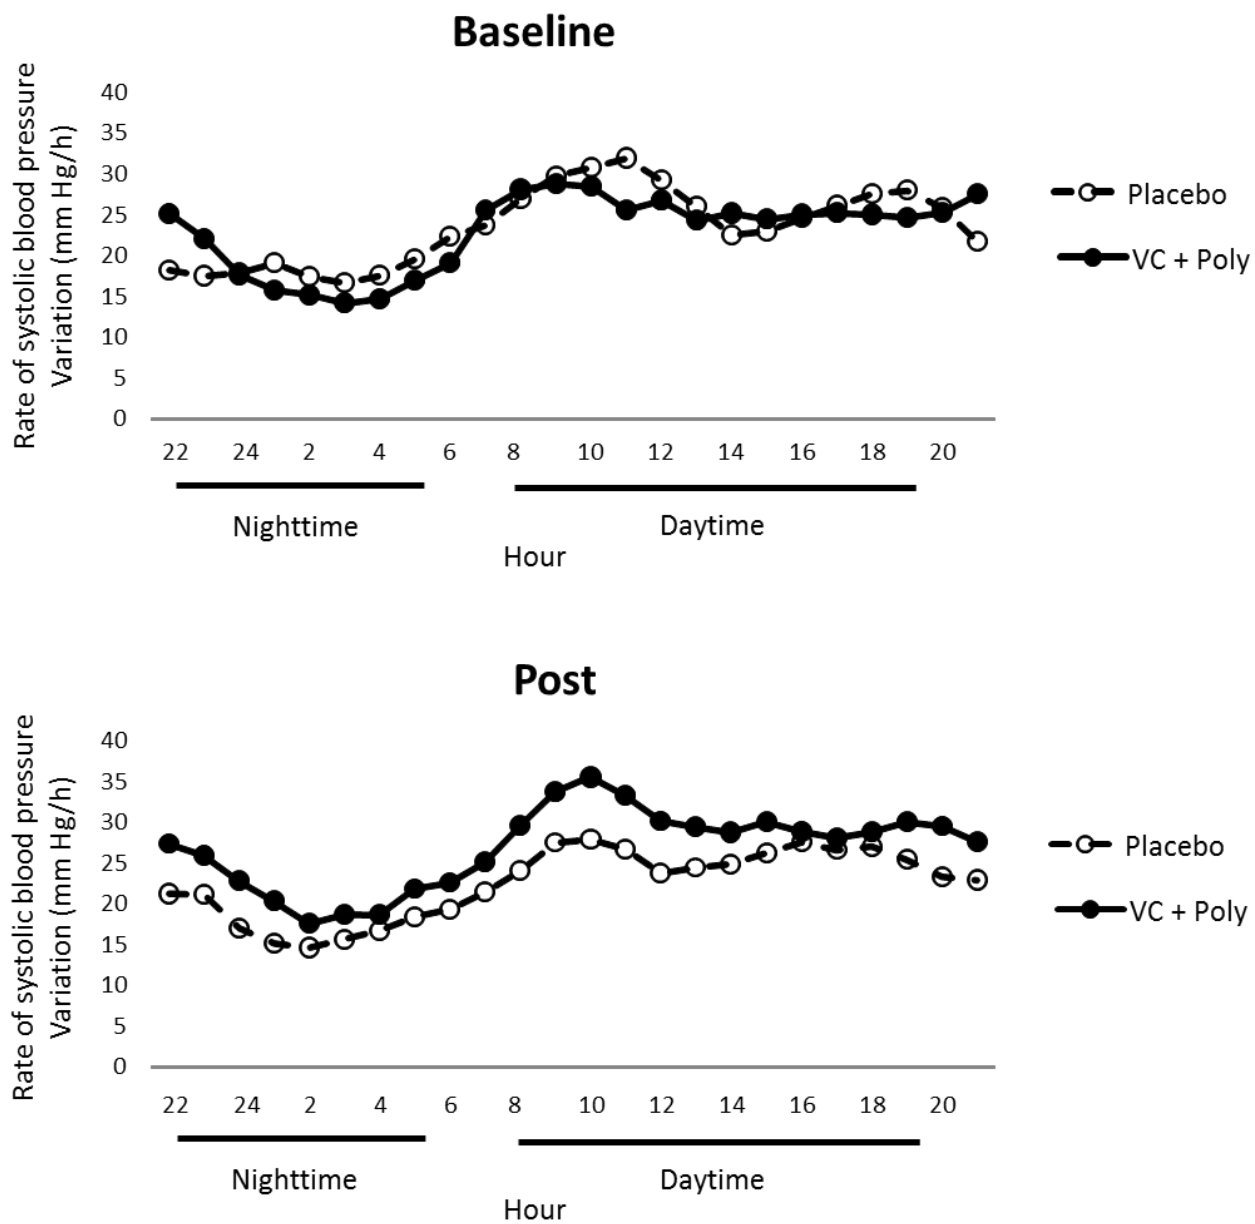 Baseline
Rate of systolic blood pressure
Variation (mm Hg/h)
40
35
30
25
20
15
10
5
0
22 24 2 4 6 8 10 12 14 16 18 20
Nighttime
Daytime
Hour
Placebo
VC + Poly
Post
Rate of systolic blood pressure
Variation (mm Hg/h)
40
35
30
25
20
15
10
5
0
22 24 2 4 6 8 10 12 14 16 18 20
Nighttime
Daytime
Hour
Placebo
VC + Poly